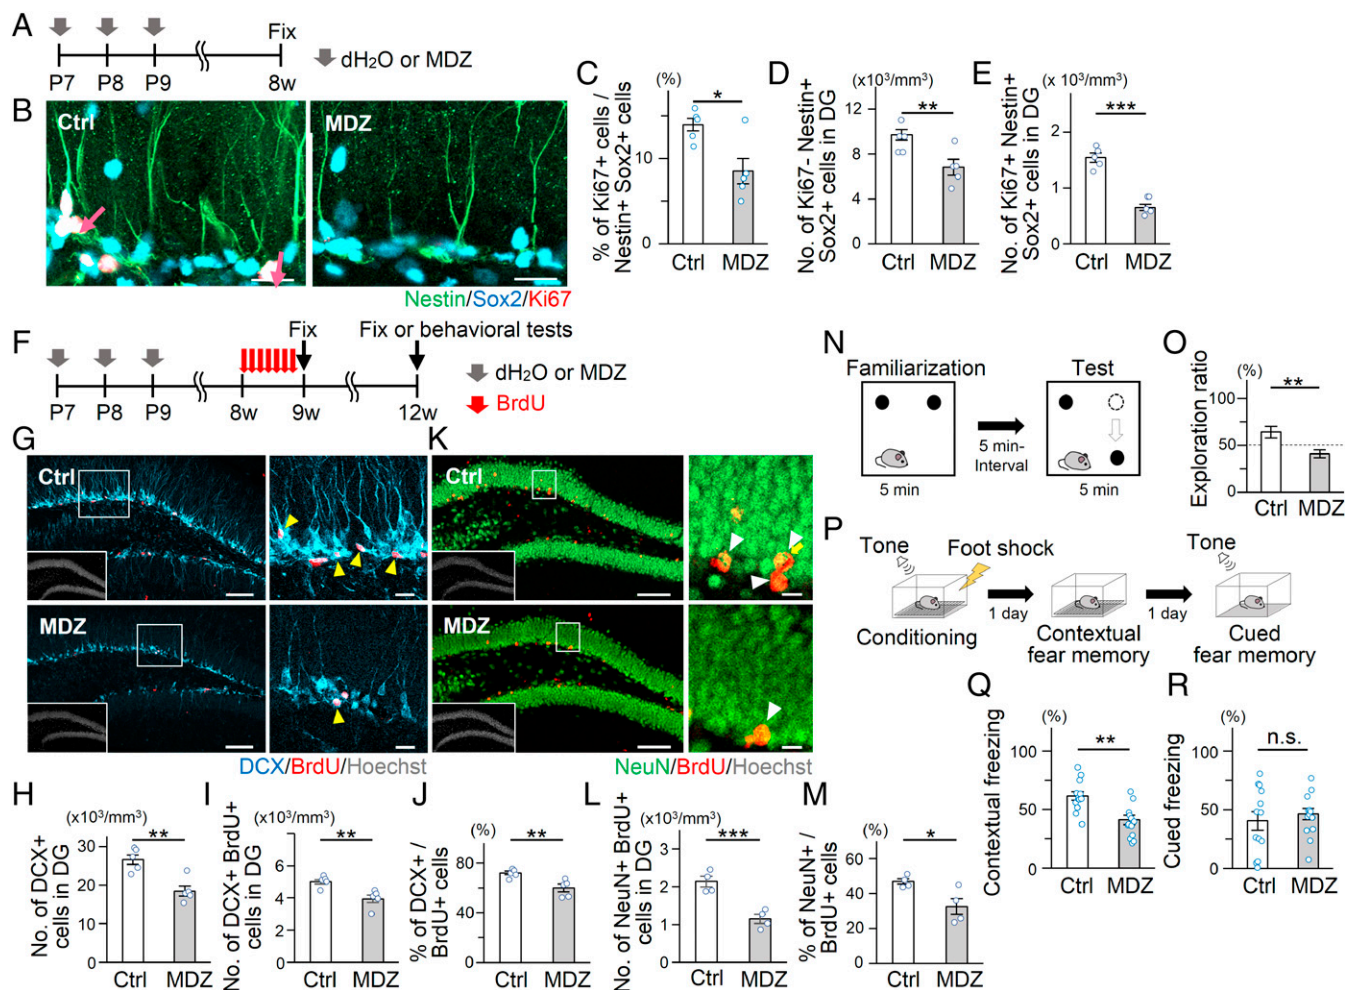 A
Fix
P7 P8 P9 8w
dH2O or MDZ
B
Ctrl
MDZ
Nestin/Sox2/Ki67
C
(%)
% of Ki67+ cells /
Nestin+ Sox2+ cells
*
10
0
Ctrl MDZ
D
(x10³/mm³)
No. of Ki67- Nestin+
Sox2+ cells in DG
**
12
9
6
3
0
Ctrl MDZ
E
(x 10³/mm³)
No. of Ki67+ Nestin+
Sox2+ cells in DG
***
2
1
0
Ctrl MDZ
F
Fix
Fix or behavioral tests
P7 P8 P9 8w 9w 12w
dH2O or MDZ
BrdU
G
Ctrl
MDZ
DCX/BrdU/Hoechst
K
Ctrl
MDZ
NeuN/BrdU/Hoechst
H
(x10³/mm³)
No. of DCX+
cells in DG
**
30
20
10
0
Ctrl MDZ
I
(x10³/mm³)
No. of DCX+ BrdU+
cells in DG
**
6
4
2
0
Ctrl MDZ
J
(%)
% of DCX+ /
BrdU+ cells
**
80
40
0
Ctrl MDZ
L
(x10³/mm³)
No. of NeuN+ BrdU+
cells in DG
***
3
2
1
0
Ctrl MDZ
M
(%)
% of NeuN+ /
BrdU+ cells
*
60
40
20
0
Ctrl MDZ
N
Familiarization
Test
5 min-
Interval
5 min
5 min
O
(%)
Exploration ratio
**
100
50
0
Ctrl MDZ
P
Tone
Foot shock
Tone
1 day
1 day
Conditioning
Contextual
fear memory
Cued
fear memory
Q
(%)
Contextual freezing
**
100
50
0
Ctrl MDZ
R
(%)
Cued freezing
n.s.
100
50
0
Ctrl MDZ